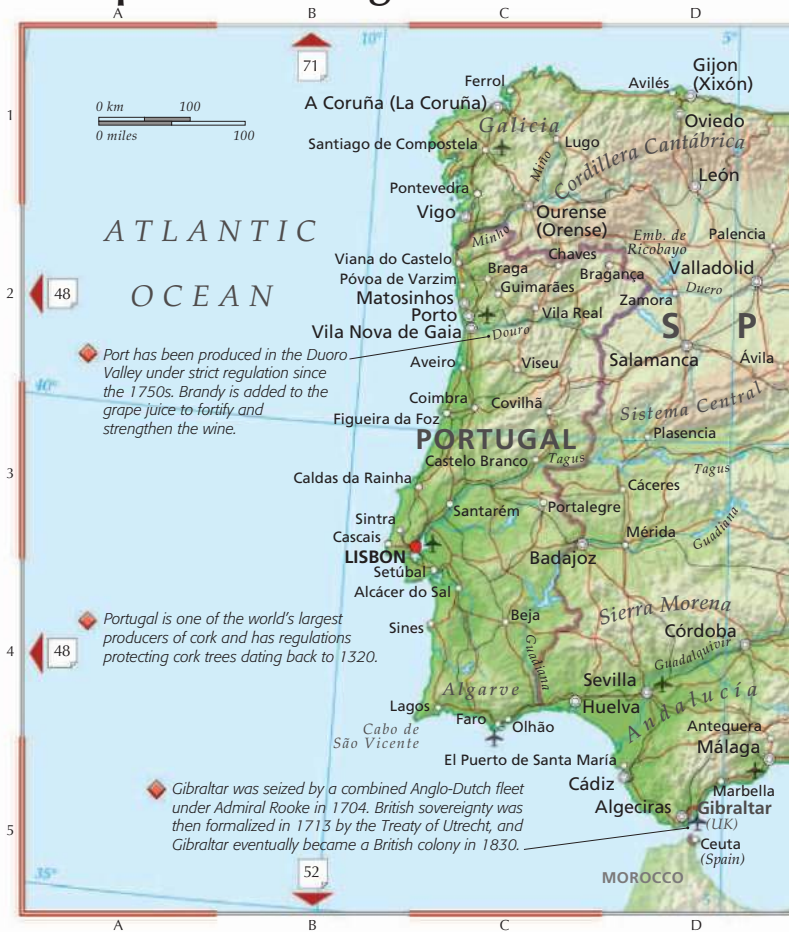 A B C D
10° 5°
71
Gijon
(Xixón)
Ferrol
Avilés
1
0 km 100
0 miles 100
A Coruña (La Coruña)
Oviedo
Galicia
Cordillera Cantábrica
Santiago de Compostela
Lugo
Miño
León
Pontevedra
Vigo
Ourense
(Orense)
ATLANTIC
OCEAN
Minho
Emb. de
Ricobayo
Palencia
Viana do Castelo
Chaves
Braga
Bragança
Valladolid
Póvoa de Varzim
Guimarães
2
48
Matosinhos
Zamora
Duero
Porto
Vila Real
S P
Vila Nova de Gaia
Douro
Port has been produced in the Duoro
Valley under strict regulation since
the 1750s. Brandy is added to the
grape juice to fortify and
strengthen the wine.
Aveiro
Viseu
Salamanca
Ávila
40°
Coimbra
Covilhã
Sistema Central
Figueira da Foz
PORTUGAL
Plasencia
Castelo Branco
Tagus
Tagus
3
Caldas da Rainha
Cáceres
Santarém
Portalegre
Sintra
Guadiana
Cascais
Mérida
LISBON
Badajoz
Setúbal
Alcácer do Sal
Sierra Morena
Portugal is one of the world's largest
producers of cork and has regulations
protecting cork trees dating back to 1320.
Beja
Sines
Córdoba
4
48
Guadiana
Guadalquivir
Sevilla
Algarve
Huelva
Andalucía
Lagos
Faro
Olhão
Cabo de
São Vicente
Antequera
Málaga
El Puerto de Santa María
Cádiz
Marbella
Gibraltar was seized by a combined Anglo-Dutch fleet
under Admiral Rooke in 1704. British sovereignty was
then formalized in 1713 by the Treaty of Utrecht, and
Gibraltar eventually became a British colony in 1830.
Algeciras
Gibraltar
(UK)
5
Ceuta
(Spain)
52
35°
MOROCCO
5°
A B C D